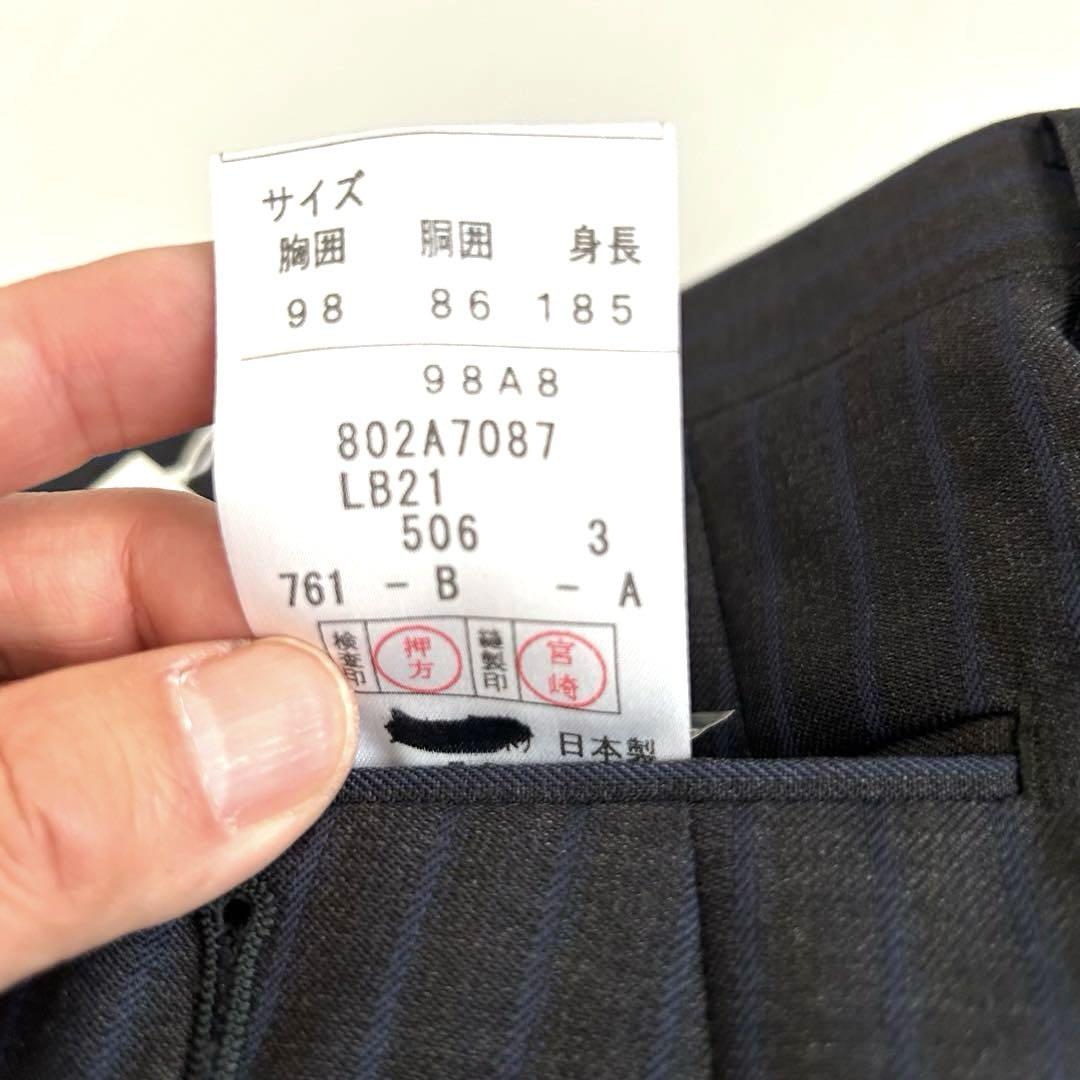 サイズ
胸囲 胴囲 身長
98 86 185
98A8
802A7087
LB21
506 3
761 - B - A
検査印 押方 縫製印 宮崎
日本製